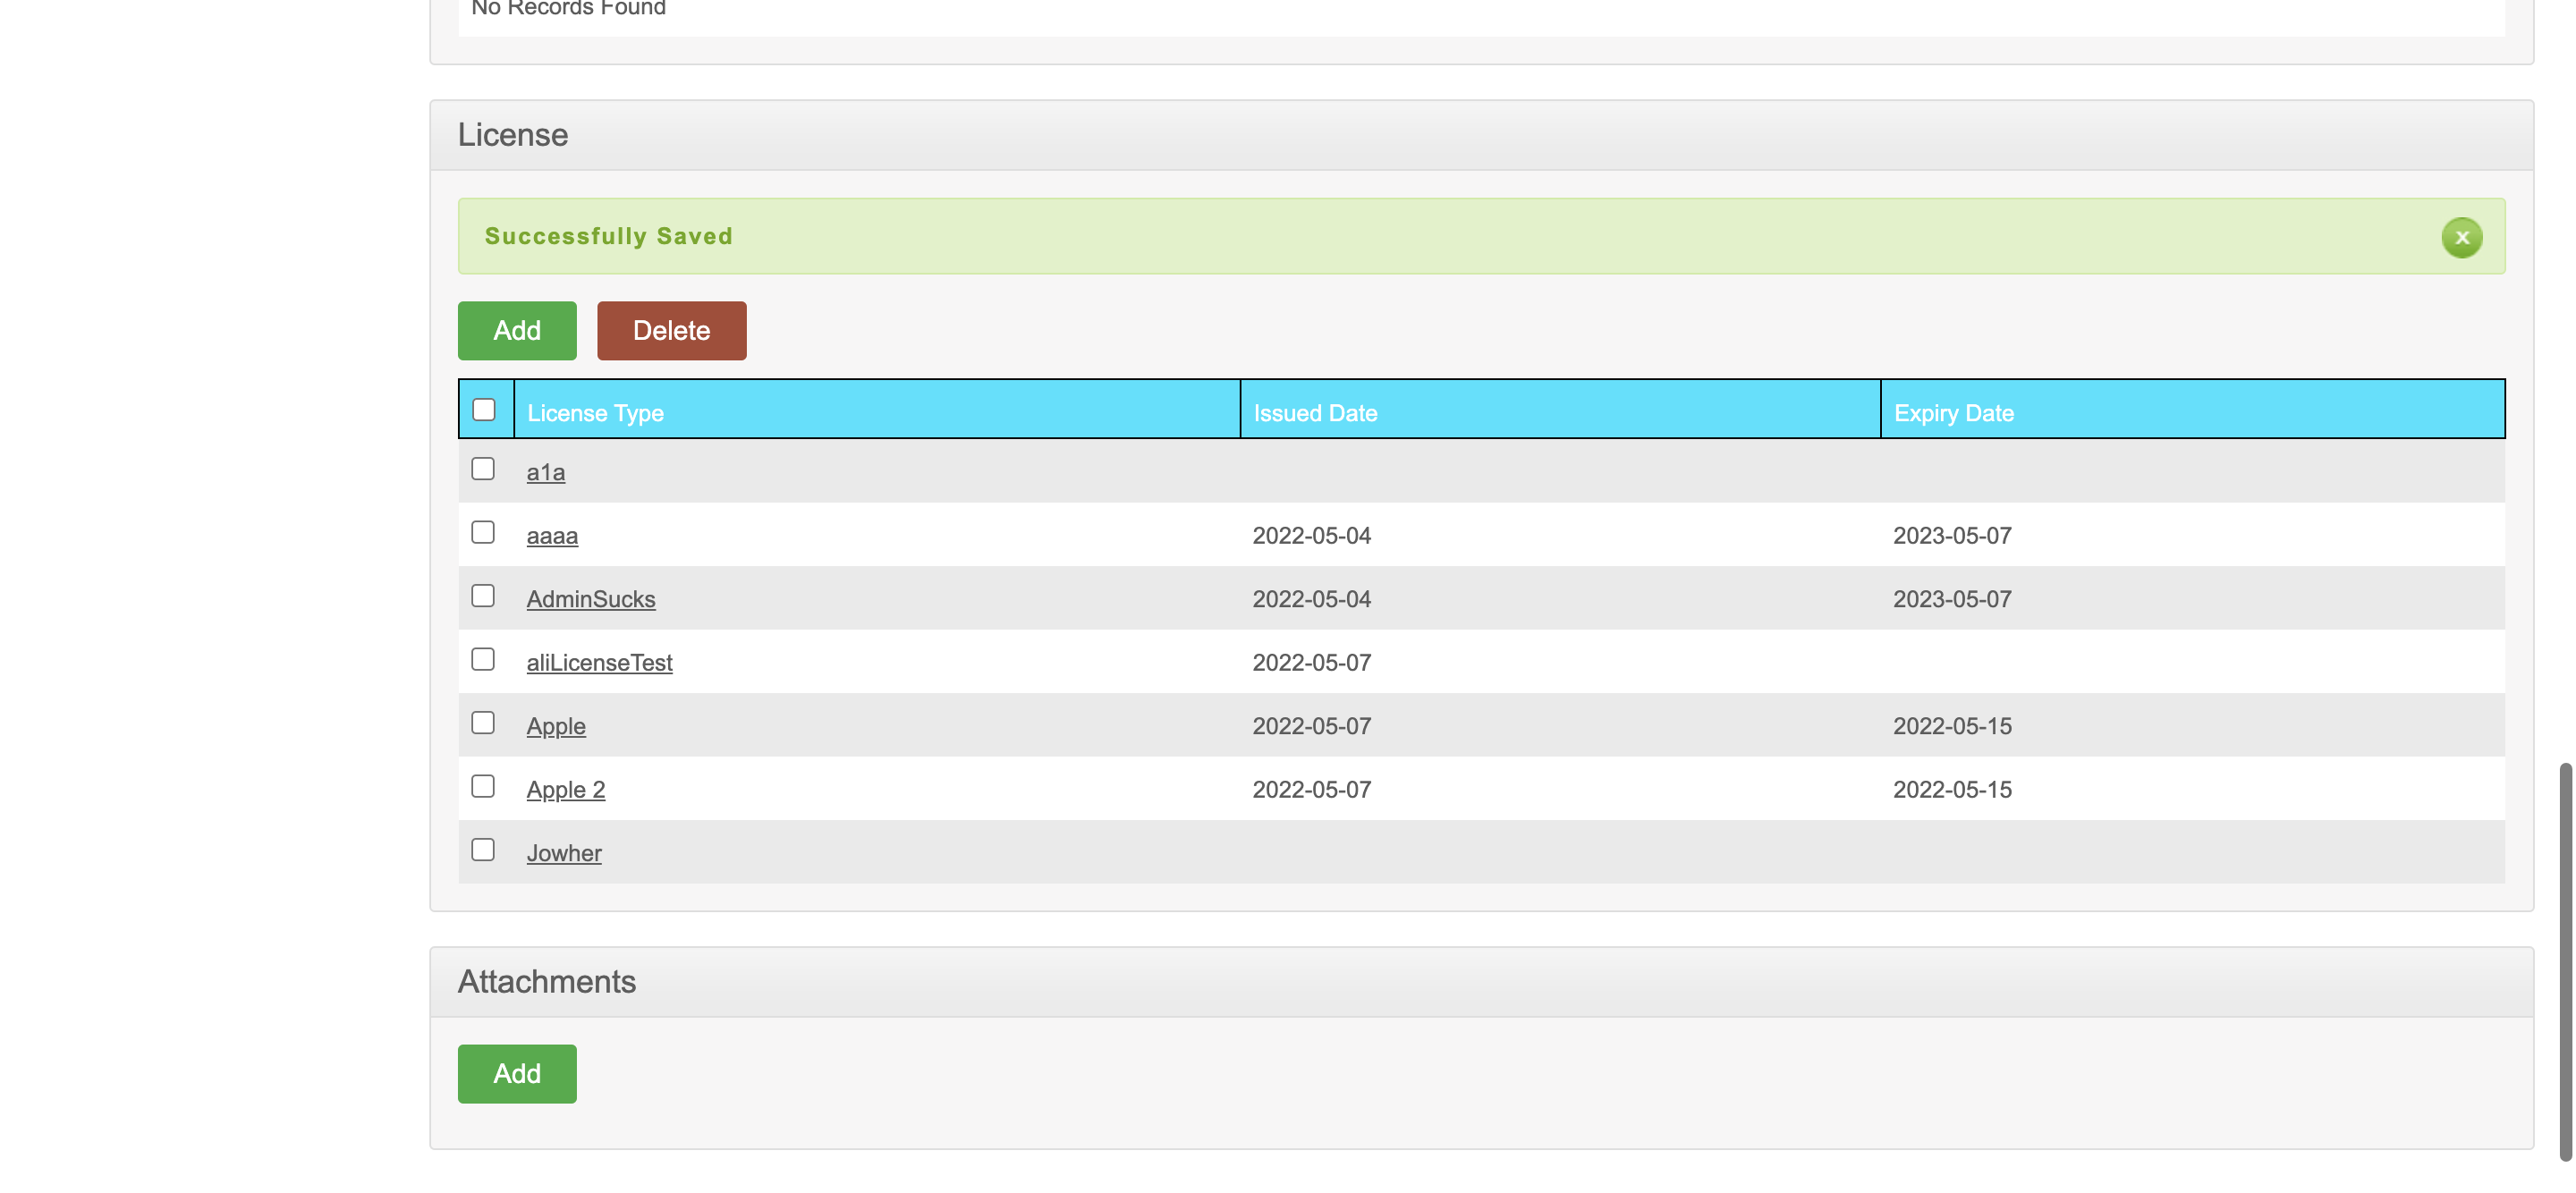 No Records Found
License
Successfully Saved
x
Add Delete
License Type Issued Date Expiry Date
a1a
aaaa 2022-05-04 2023-05-07
AdminSucks 2022-05-04 2023-05-07
aliLicenseTest 2022-05-07
Apple 2022-05-07 2022-05-15
Apple 2 2022-05-07 2022-05-15
Jowher
Attachments
Add